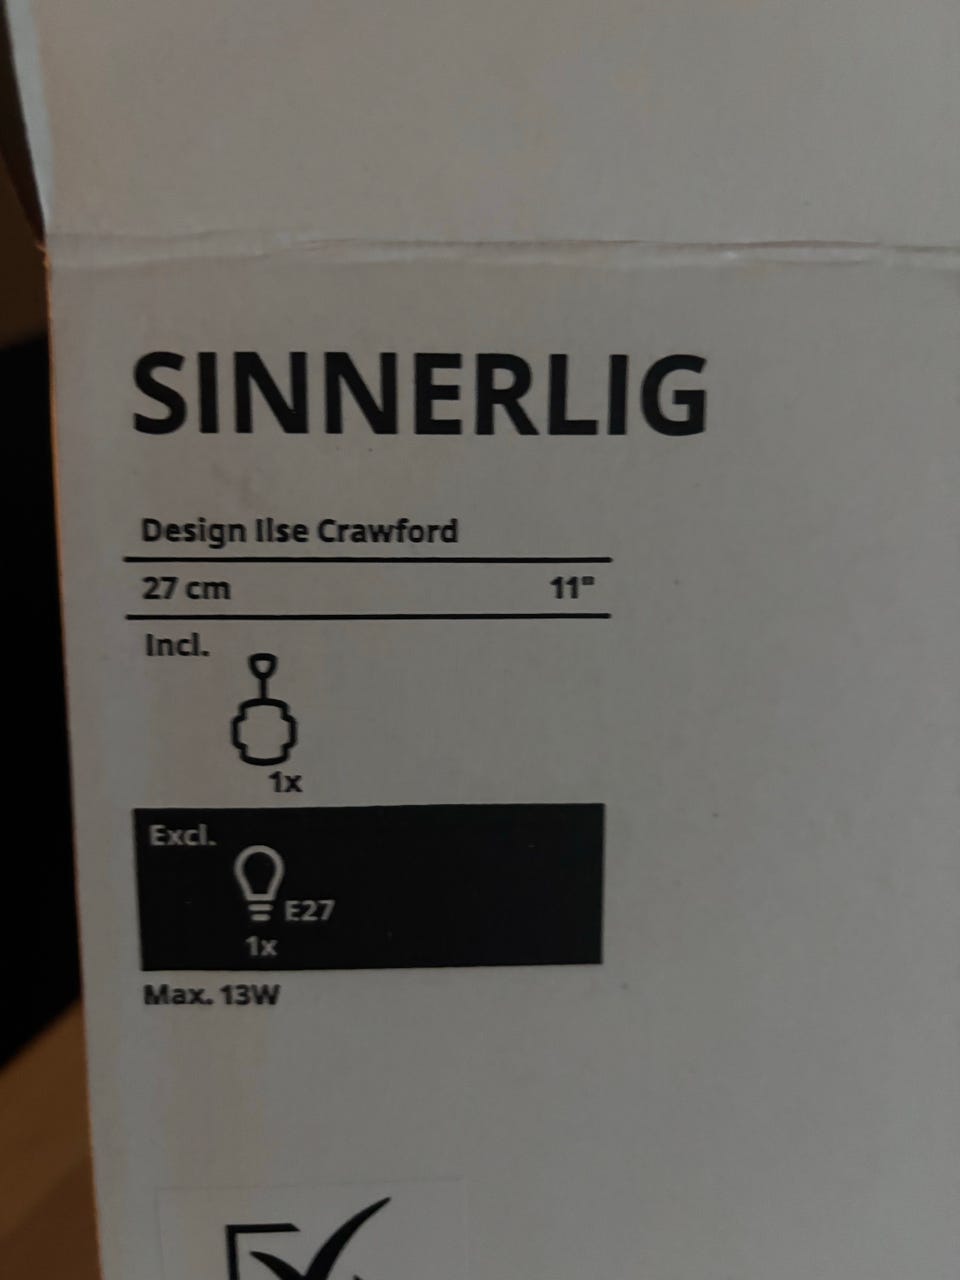 SINNERLIG
Design Ilse Crawford
27 cm 11"
Incl.
1x
Excl.
E27
1x
Max. 13W